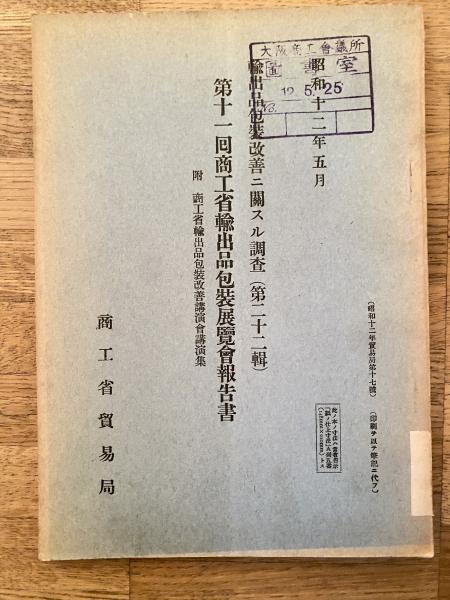 大阪商工會議所
圖書室
12.5.25
No.
昭和十二年五月
輸出品包裝改善ニ關スル調査(第二十二輯)
第十一回商工省輸出品包裝展覽會報告書
附 商工省輸出品包裝改善講演會講演集
商工省貿易局
(昭和十二年貿易局第十七號)
(印刷ヲ以テ謄寫ニ代フ)